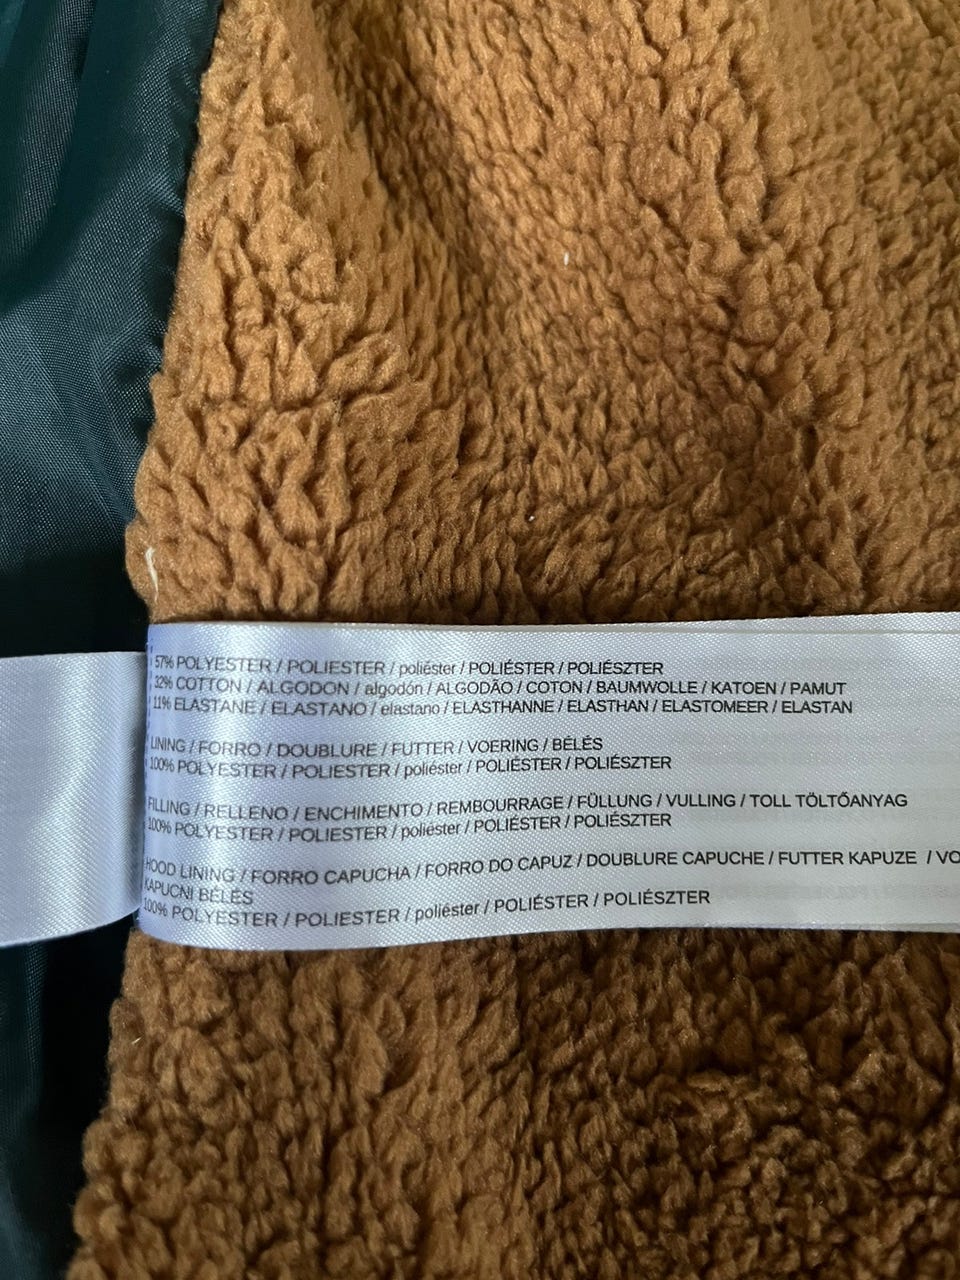 57% POLYESTER / POLIESTER / poliéster / POLIÉSTER / POLIÉSZTER
32% COTTON / ALGODON / algodón / ALGODÃO / COTON / BAUMWOLLE / KATOEN / PAMUT
11% ELASTANE / ELASTANO / elastano / ELASTHANNE / ELASTHAN / ELASTOMEER / ELASTAN
LINING / FORRO / DOUBLURE / FUTTER / VOERING / BÉLÉS
100% POLYESTER / POLIESTER / poliéster / POLIÉSTER / POLIÉSZTER
FILLING / RELLENO / ENCHIMENTO / REMBOURRAGE / FÜLLUNG / VULLING / TOLL TÖLTŐANYAG
100% POLYESTER / POLIESTER / poliéster / POLIÉSTER / POLIÉSZTER
HOOD LINING / FORRO CAPUCHA / FORRO DO CAPUZ / DOUBLURE CAPUCHE / FUTTER KAPUZE / VO
KAPUCNI BÉLÉS
100% POLYESTER / POLIESTER / poliéster / POLIÉSTER / POLIÉSZTER